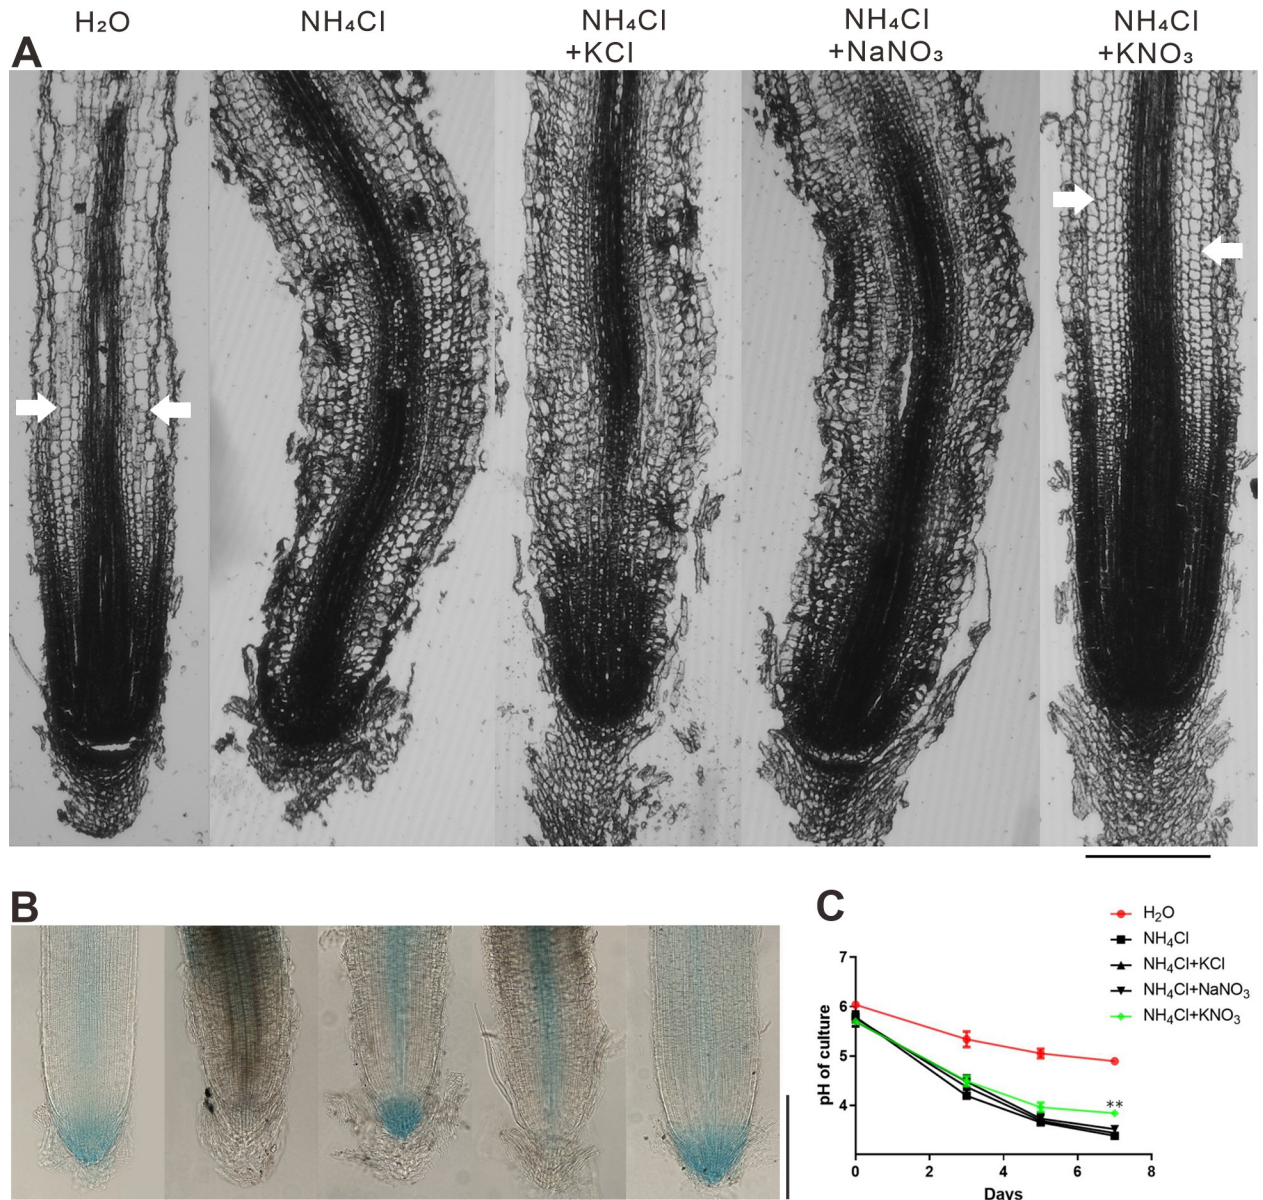 H₂O NH₄Cl NH₄Cl NH₄Cl NH₄Cl
+KCl +NaNO₃ +KNO₃
A
B
C
H₂O
NH₄Cl
NH₄Cl+KCl
NH₄Cl+NaNO₃
NH₄Cl+KNO₃
7
6
5
4
pH of culture
**
0 2 4 6 8
Days